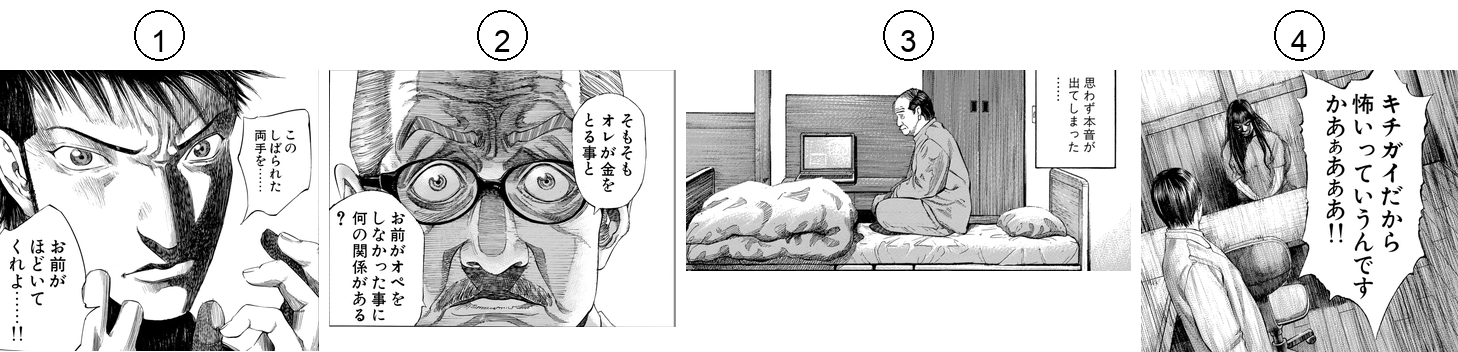 1
この
しばられた
両手を……
お前が
ほどいて
くれよ……!!
2
そもそも
オレが金を
とる事と
お前がオペを
しなかった事に
何の関係がある
?
3
思わず本音が
出てしまった
……
4
キチガイだから
怖いっていうんです
かあぁあぁあ!!